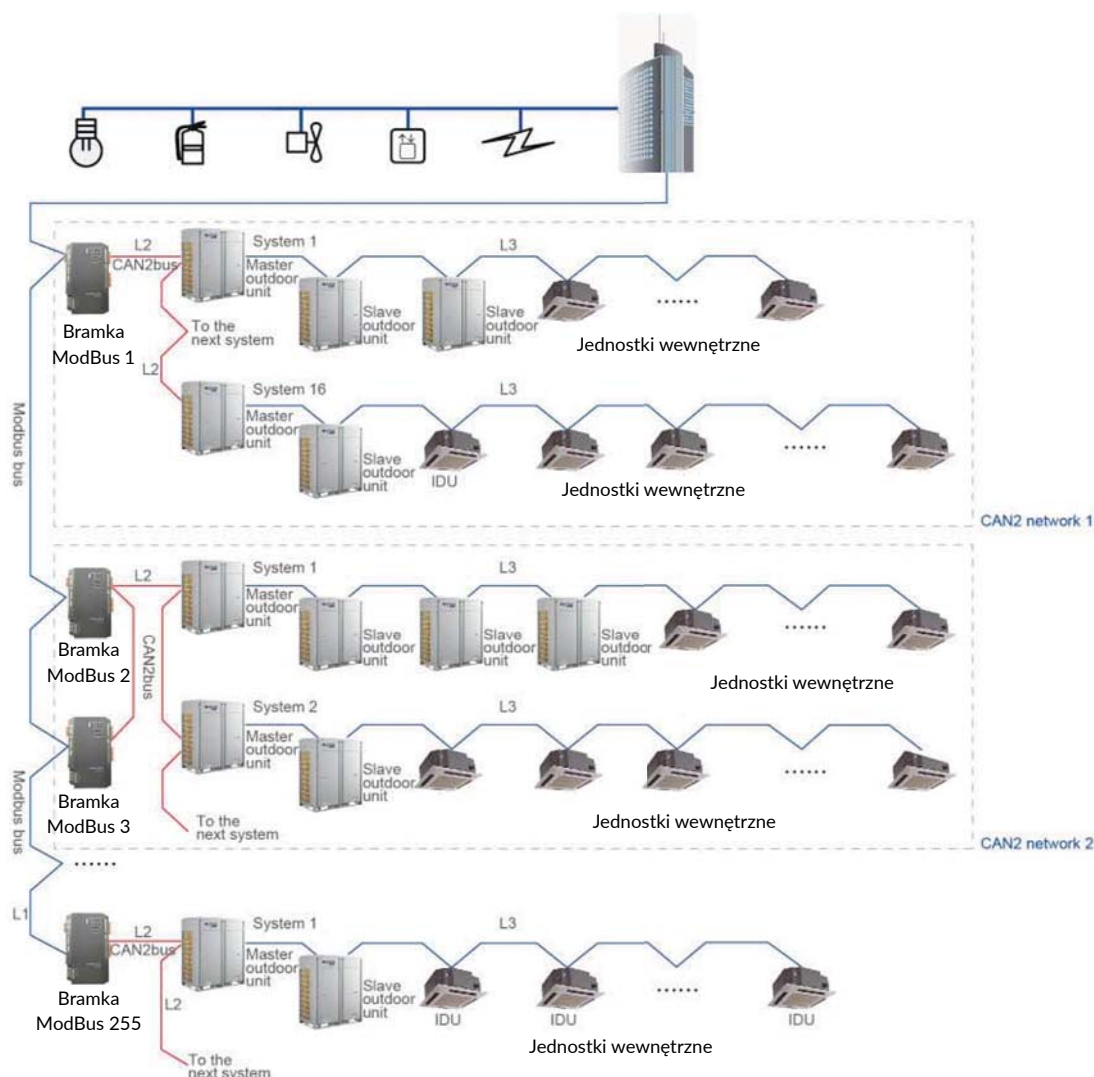 L2
CAN2bus
System 1
Master
outdoor
unit
L3
Slave
outdoor
unit
Slave
outdoor
unit
Jednostki wewnętrzne
Bramka
ModBus 1
To the
next system
L2
Modbus bus
System 16
Master
outdoor
unit
L3
Slave
outdoor
unit
IDU
Jednostki wewnętrzne
CAN2 network 1
L2
System 1
Master
outdoor
unit
L3
Slave
outdoor
unit
Slave
outdoor
unit
Slave
outdoor
unit
Jednostki wewnętrzne
Bramka
ModBus 2
CAN2bus
System 2
Master
outdoor
unit
L3
Slave
outdoor
unit
Jednostki wewnętrzne
Bramka
ModBus 3
To the
next system
Modbus bus
CAN2 network 2
......
L1
L2
CAN2bus
System 1
Master
outdoor
unit
L3
Slave
outdoor
unit
IDU
IDU
IDU
Jednostki wewnętrzne
Bramka
ModBus 255
L2
To the
next system